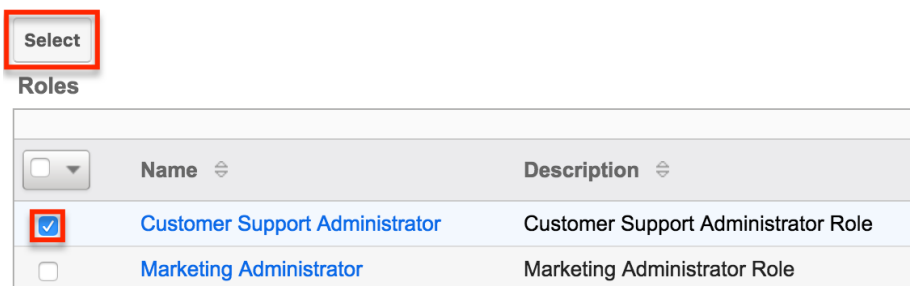 Select
Roles
Name Description
Customer Support Administrator Customer Support Administrator Role
Marketing Administrator Marketing Administrator Role